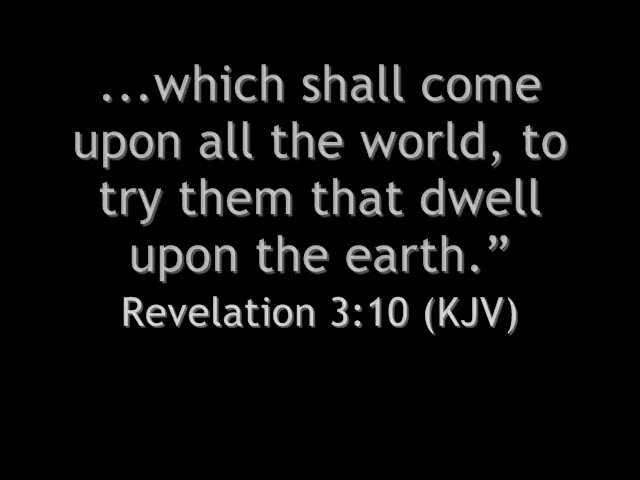 ...which shall come
upon all the world, to
try them that dwell
upon the earth.”
Revelation 3:10 (KJV)